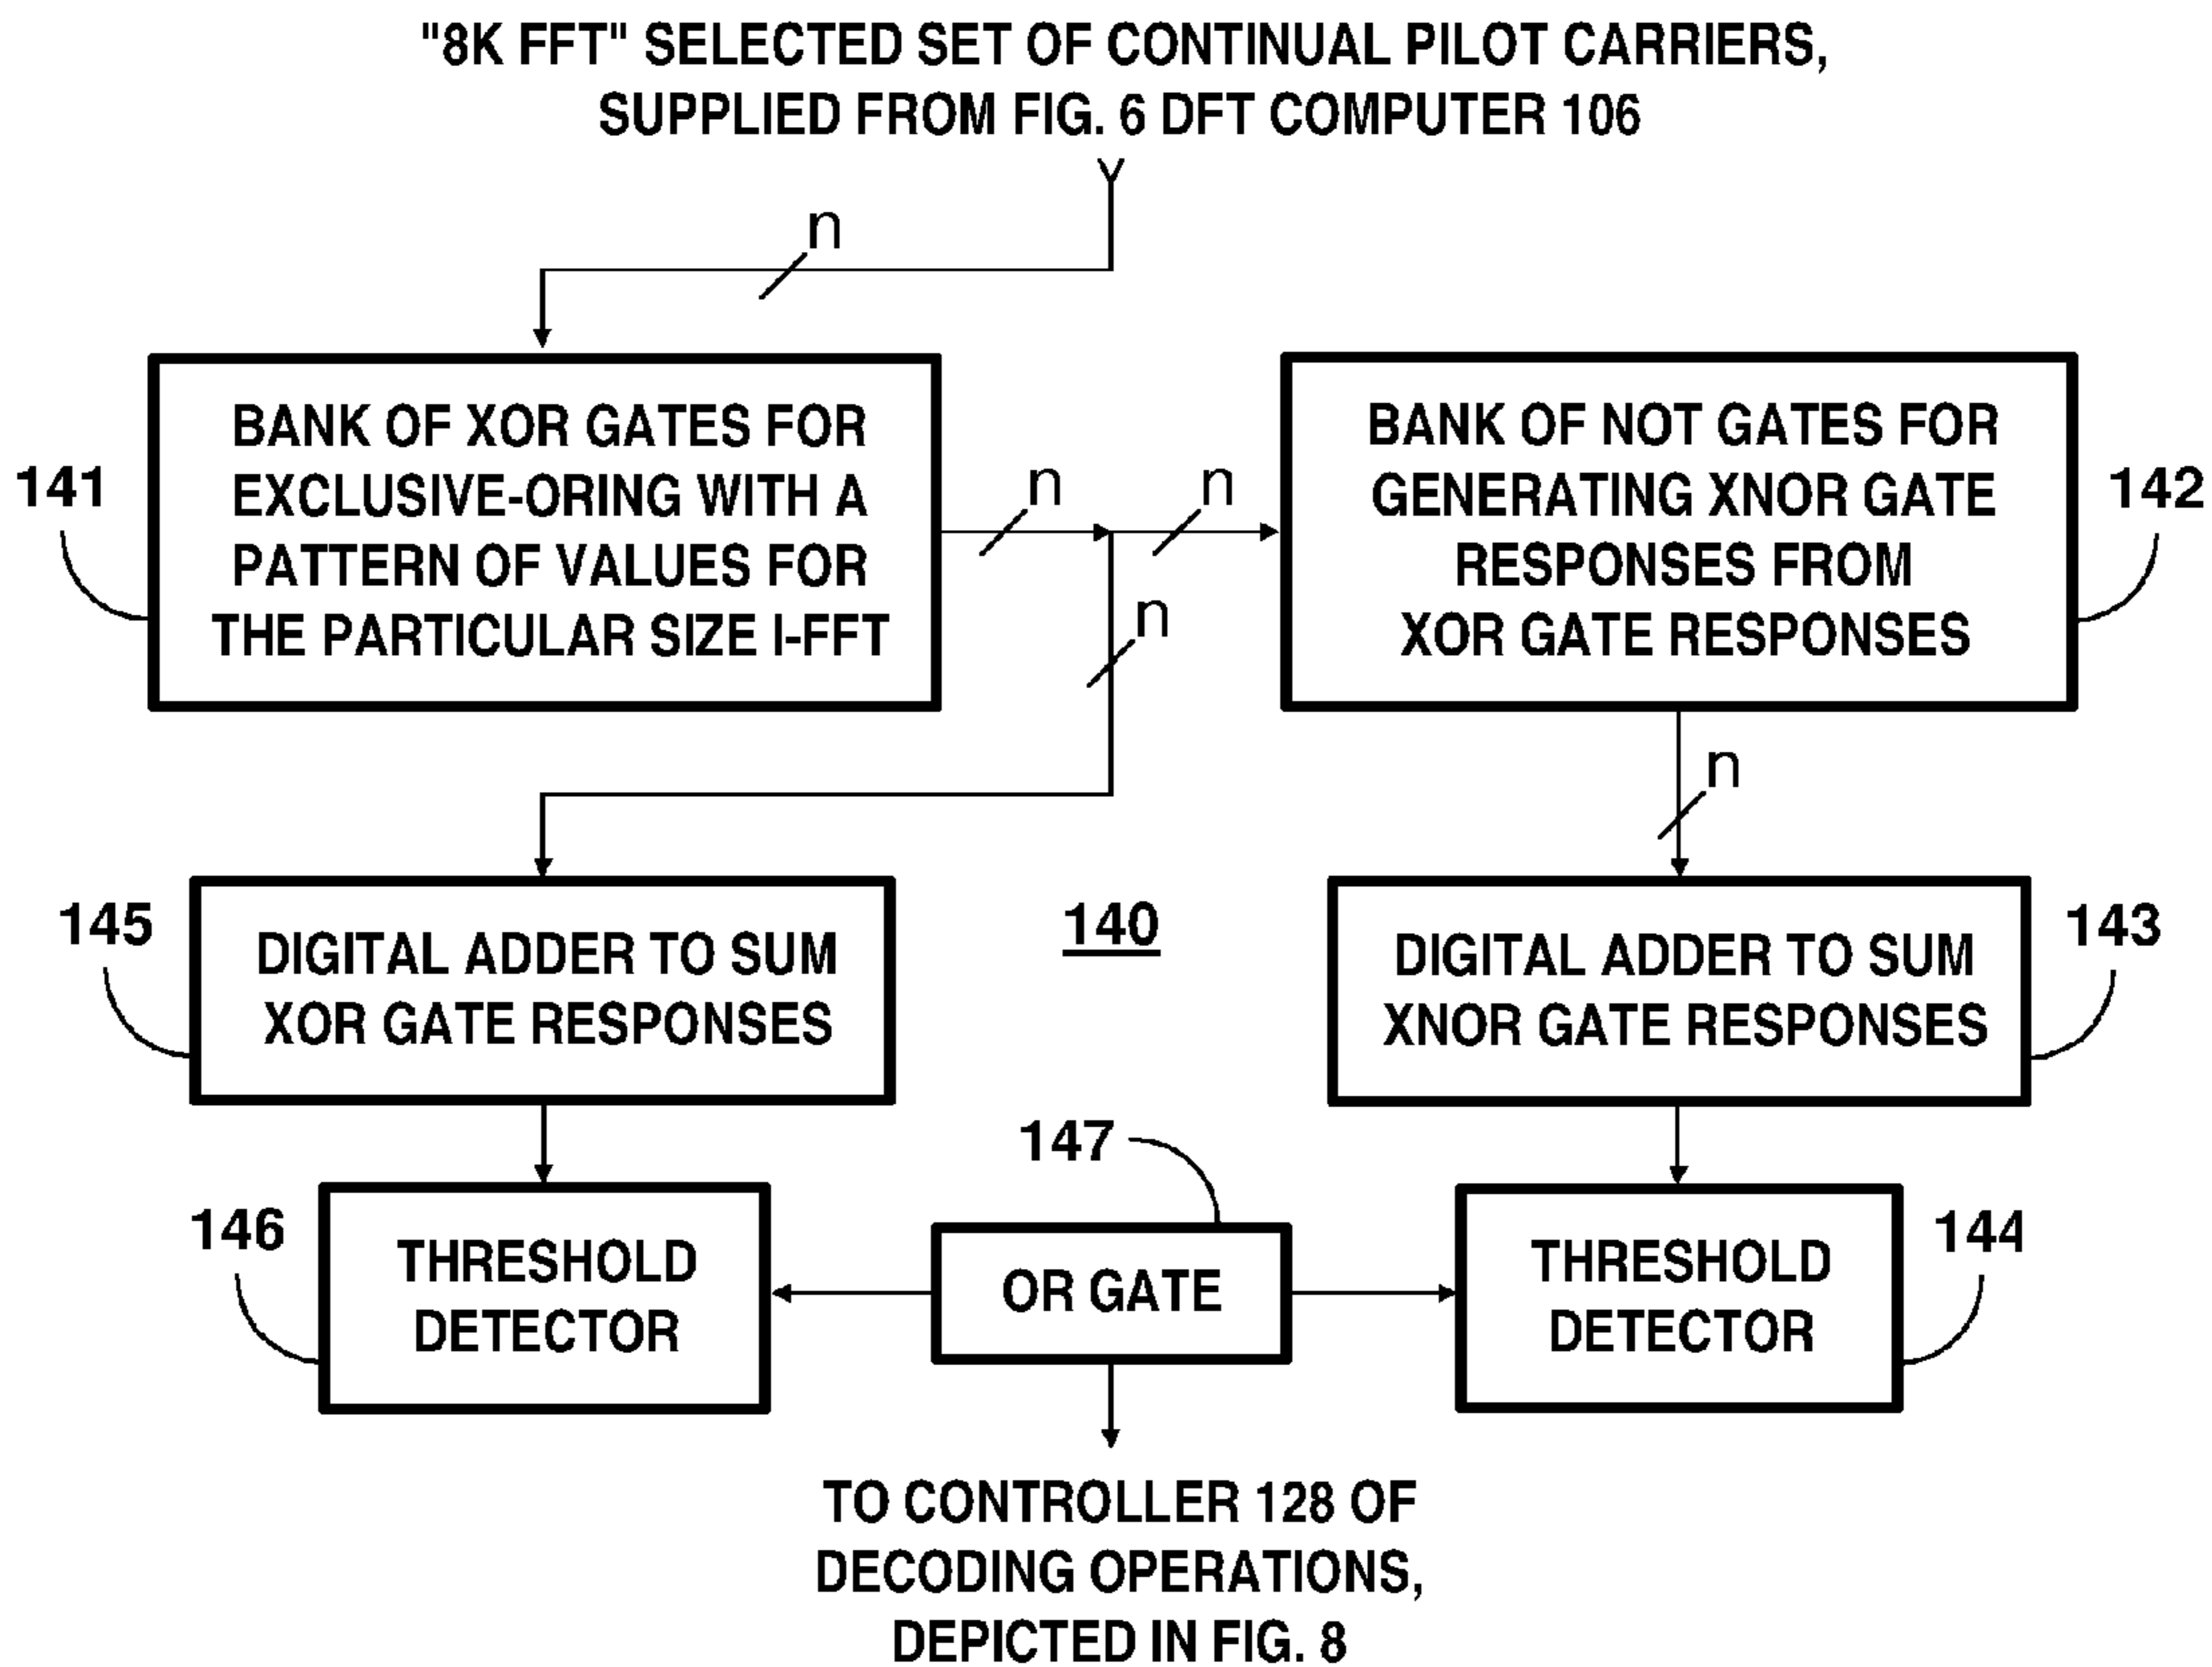 "8K FFT" SELECTED SET OF CONTINUAL PILOT CARRIERS,
SUPPLIED FROM FIG. 6 DFT COMPUTER 106
n
BANK OF XOR GATES FOR
EXCLUSIVE-ORING WITH A
PATTERN OF VALUES FOR
THE PARTICULAR SIZE I-FFT
141
n
n
n
BANK OF NOT GATES FOR
GENERATING XNOR GATE
RESPONSES FROM
XOR GATE RESPONSES
142
n
145
DIGITAL ADDER TO SUM
XOR GATE RESPONSES
140
DIGITAL ADDER TO SUM
XNOR GATE RESPONSES
143
146
THRESHOLD
DETECTOR
147
OR GATE
THRESHOLD
DETECTOR
144
TO CONTROLLER 128 OF
DECODING OPERATIONS,
DEPICTED IN FIG. 8